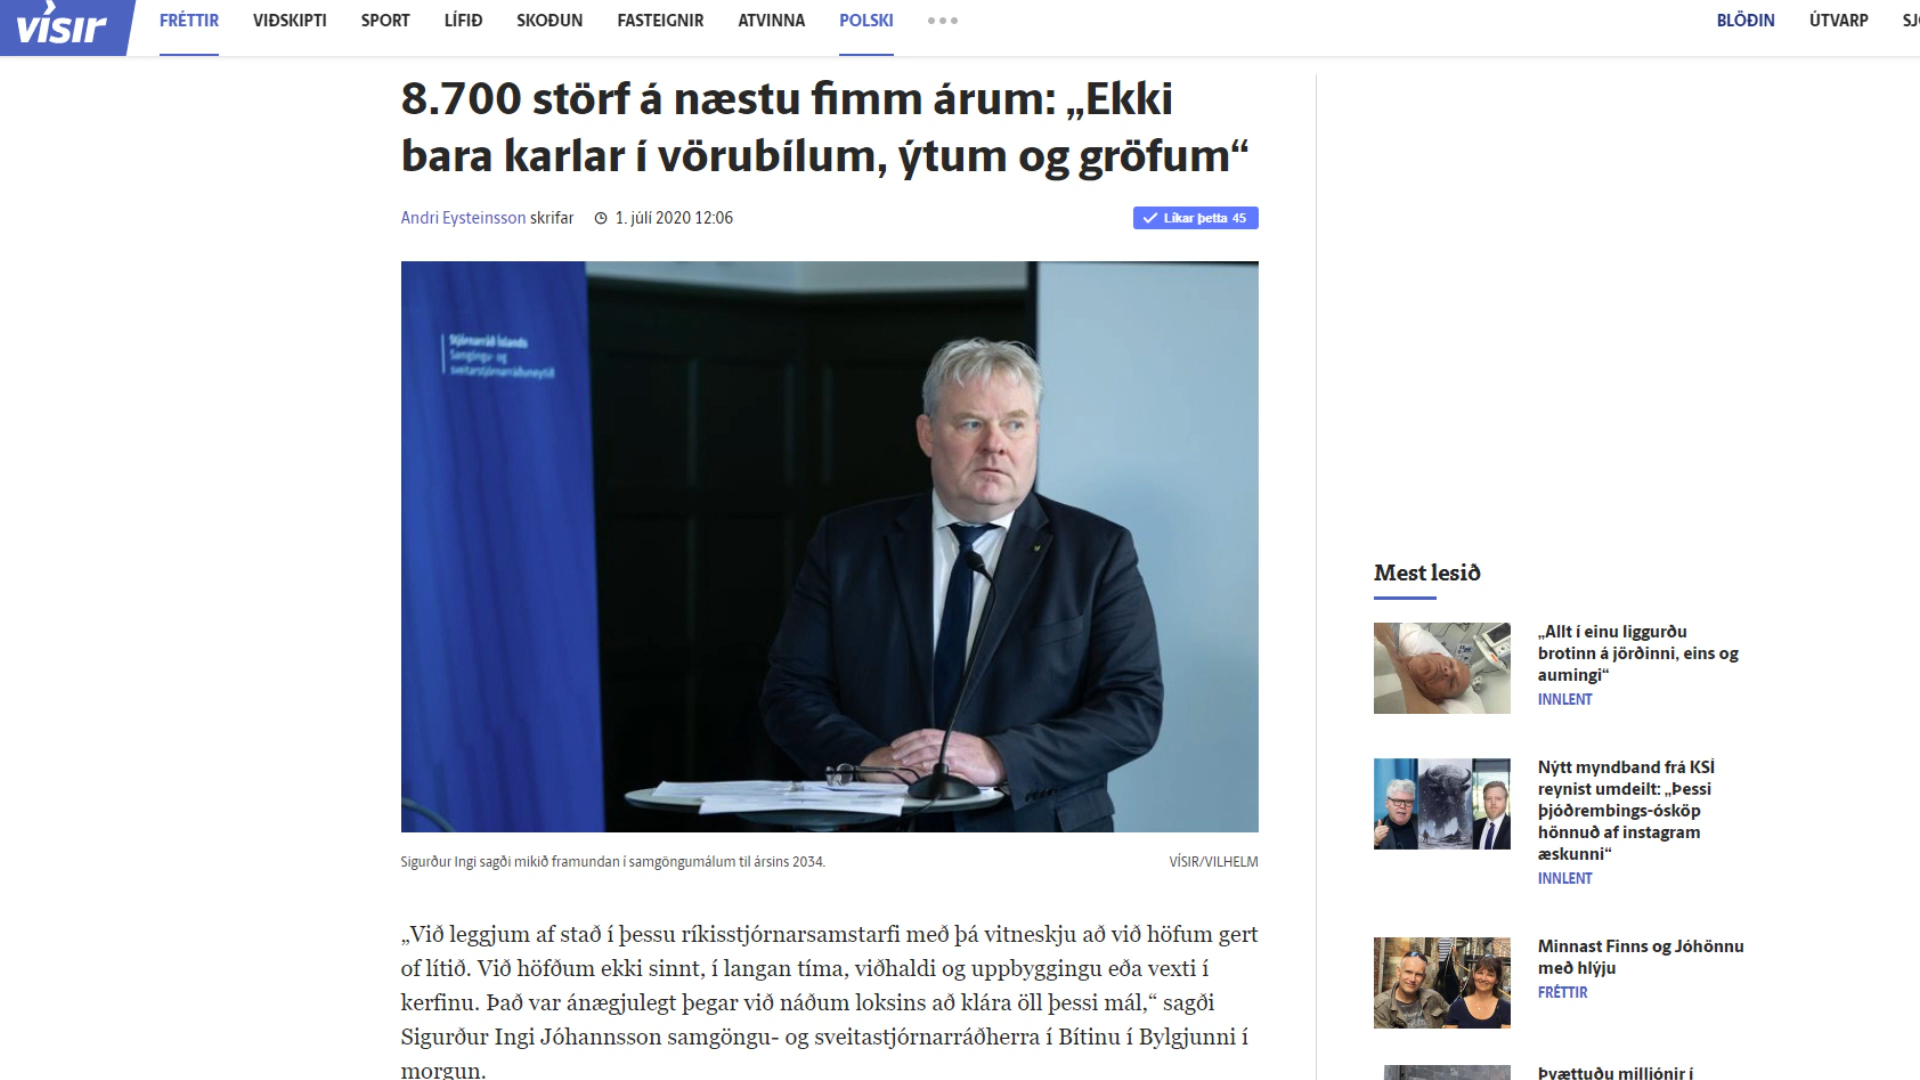 vísir
FRÉTTIR
VIÐSKIPTI
SPORT
LÍFIÐ
SKOÐUN
FASTEIGNIR
ATVINNA
POLSKI
BLÖÐIN
ÚTVARP
8.700 störf á næstu fimm árum: „Ekki
bara karlar í vörubílum, ýtum og gröfum“
Andri Eysteinsson skrifar
1. júlí 2020 12:06
Líkar þetta 45
Stjórnarráð Íslands
Samgöngu- og
sveitarstjórnarráðuneytið
Sigurður Ingi sagði mikið framundan í samgöngumálum til ársins 2034.
VÍSIR/VILHELM
„Við leggjum af stað í þessu ríkisstjórnarsamstarfi með þá vitneskju að við höfum gert
of lítið. Við höfðum ekki sinnt, í langan tíma, viðhaldi og uppbyggingu eða vexti í
kerfinu. Það var ánægjulegt þegar við náðum loksins að klára öll þessi mál,“ sagði
Sigurður Ingi Jóhannsson samgöngu- og sveitastjórnarráðherra í Bítinu í Bylgjunni í
morgun.
Mest lesið
„Allt í einu liggurðu
brotinn á jörðinni, eins og
aumingi“
INNLENT
Nýtt myndband frá KSÍ
reynist umdeilt: „Þessi
þjóðrembings-ósköp
hönnuð af instagram
æskunni“
INNLENT
Minnast Finns og Jóhönnu
með hlýju
FRÉTTIR
Þvættuðu milljónir í